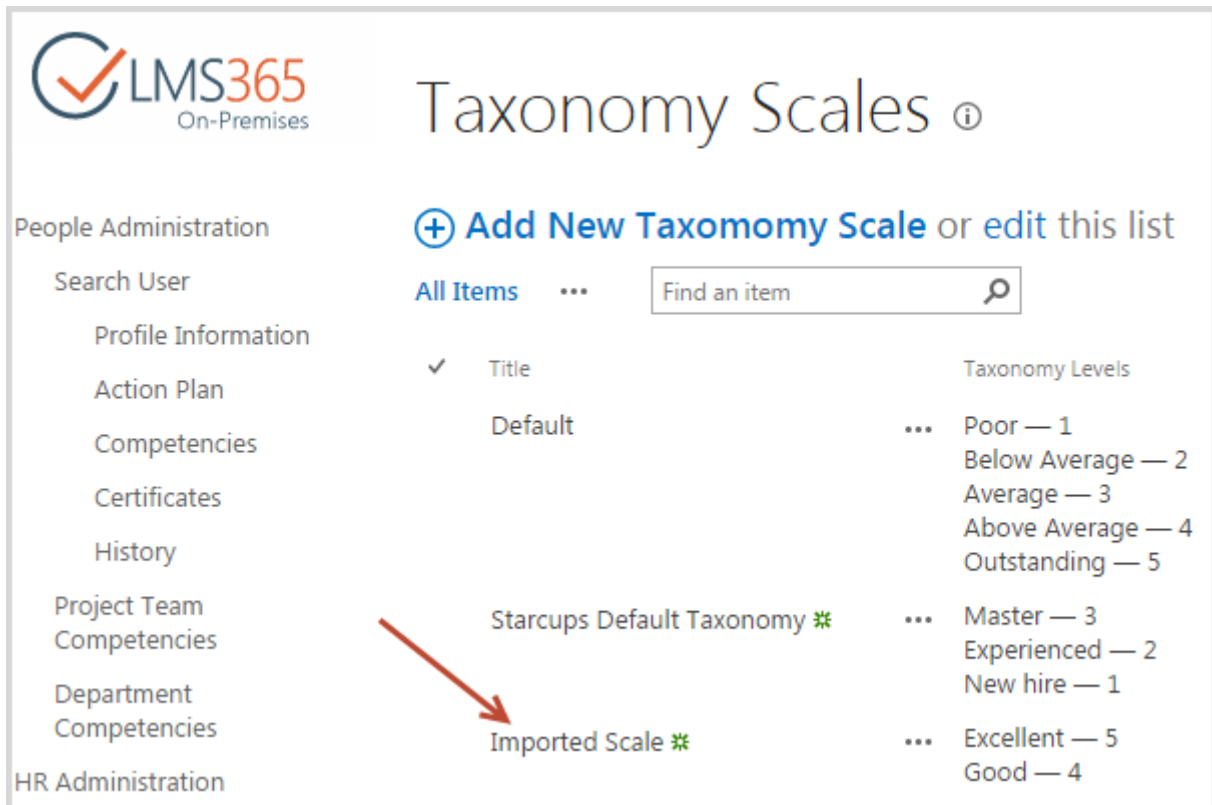 LMS365
On-Premises
Taxonomy Scales
People Administration
Search User
Profile Information
Action Plan
Competencies
Certificates
History
Project Team
Competencies
Department
Competencies
HR Administration
Add New Taxomomy Scale or edit this list
All Items ••• Find an item
Title Taxonomy Levels
Default ••• Poor — 1
Below Average — 2
Average — 3
Above Average — 4
Outstanding — 5
Starcups Default Taxonomy ••• Master — 3
Experienced — 2
New hire — 1
Imported Scale ••• Excellent — 5
Good — 4